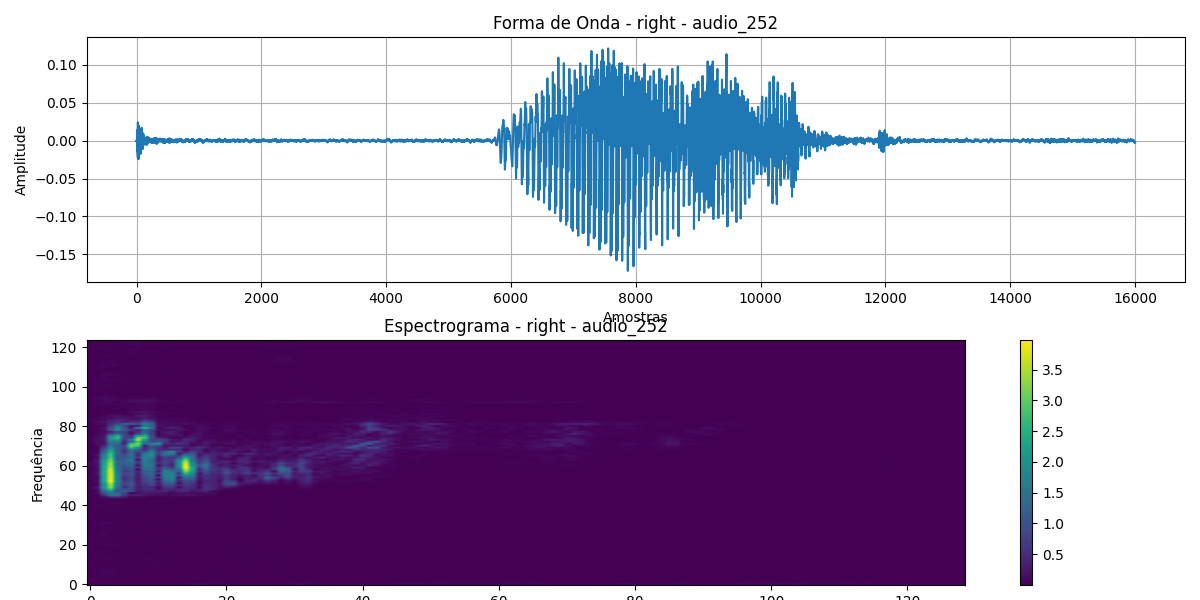 Forma de Onda - right - audio_252
Amplitude
0.10
0.05
0.00
−0.05
−0.10
−0.15
0 2000 4000 6000 8000 10000 12000 14000 16000
Amostras
Espectrograma - right - audio_252
Frequência
120
100
80
60
40
20
0
0 20 40 60 80 100 120
3.5
3.0
2.5
2.0
1.5
1.0
0.5